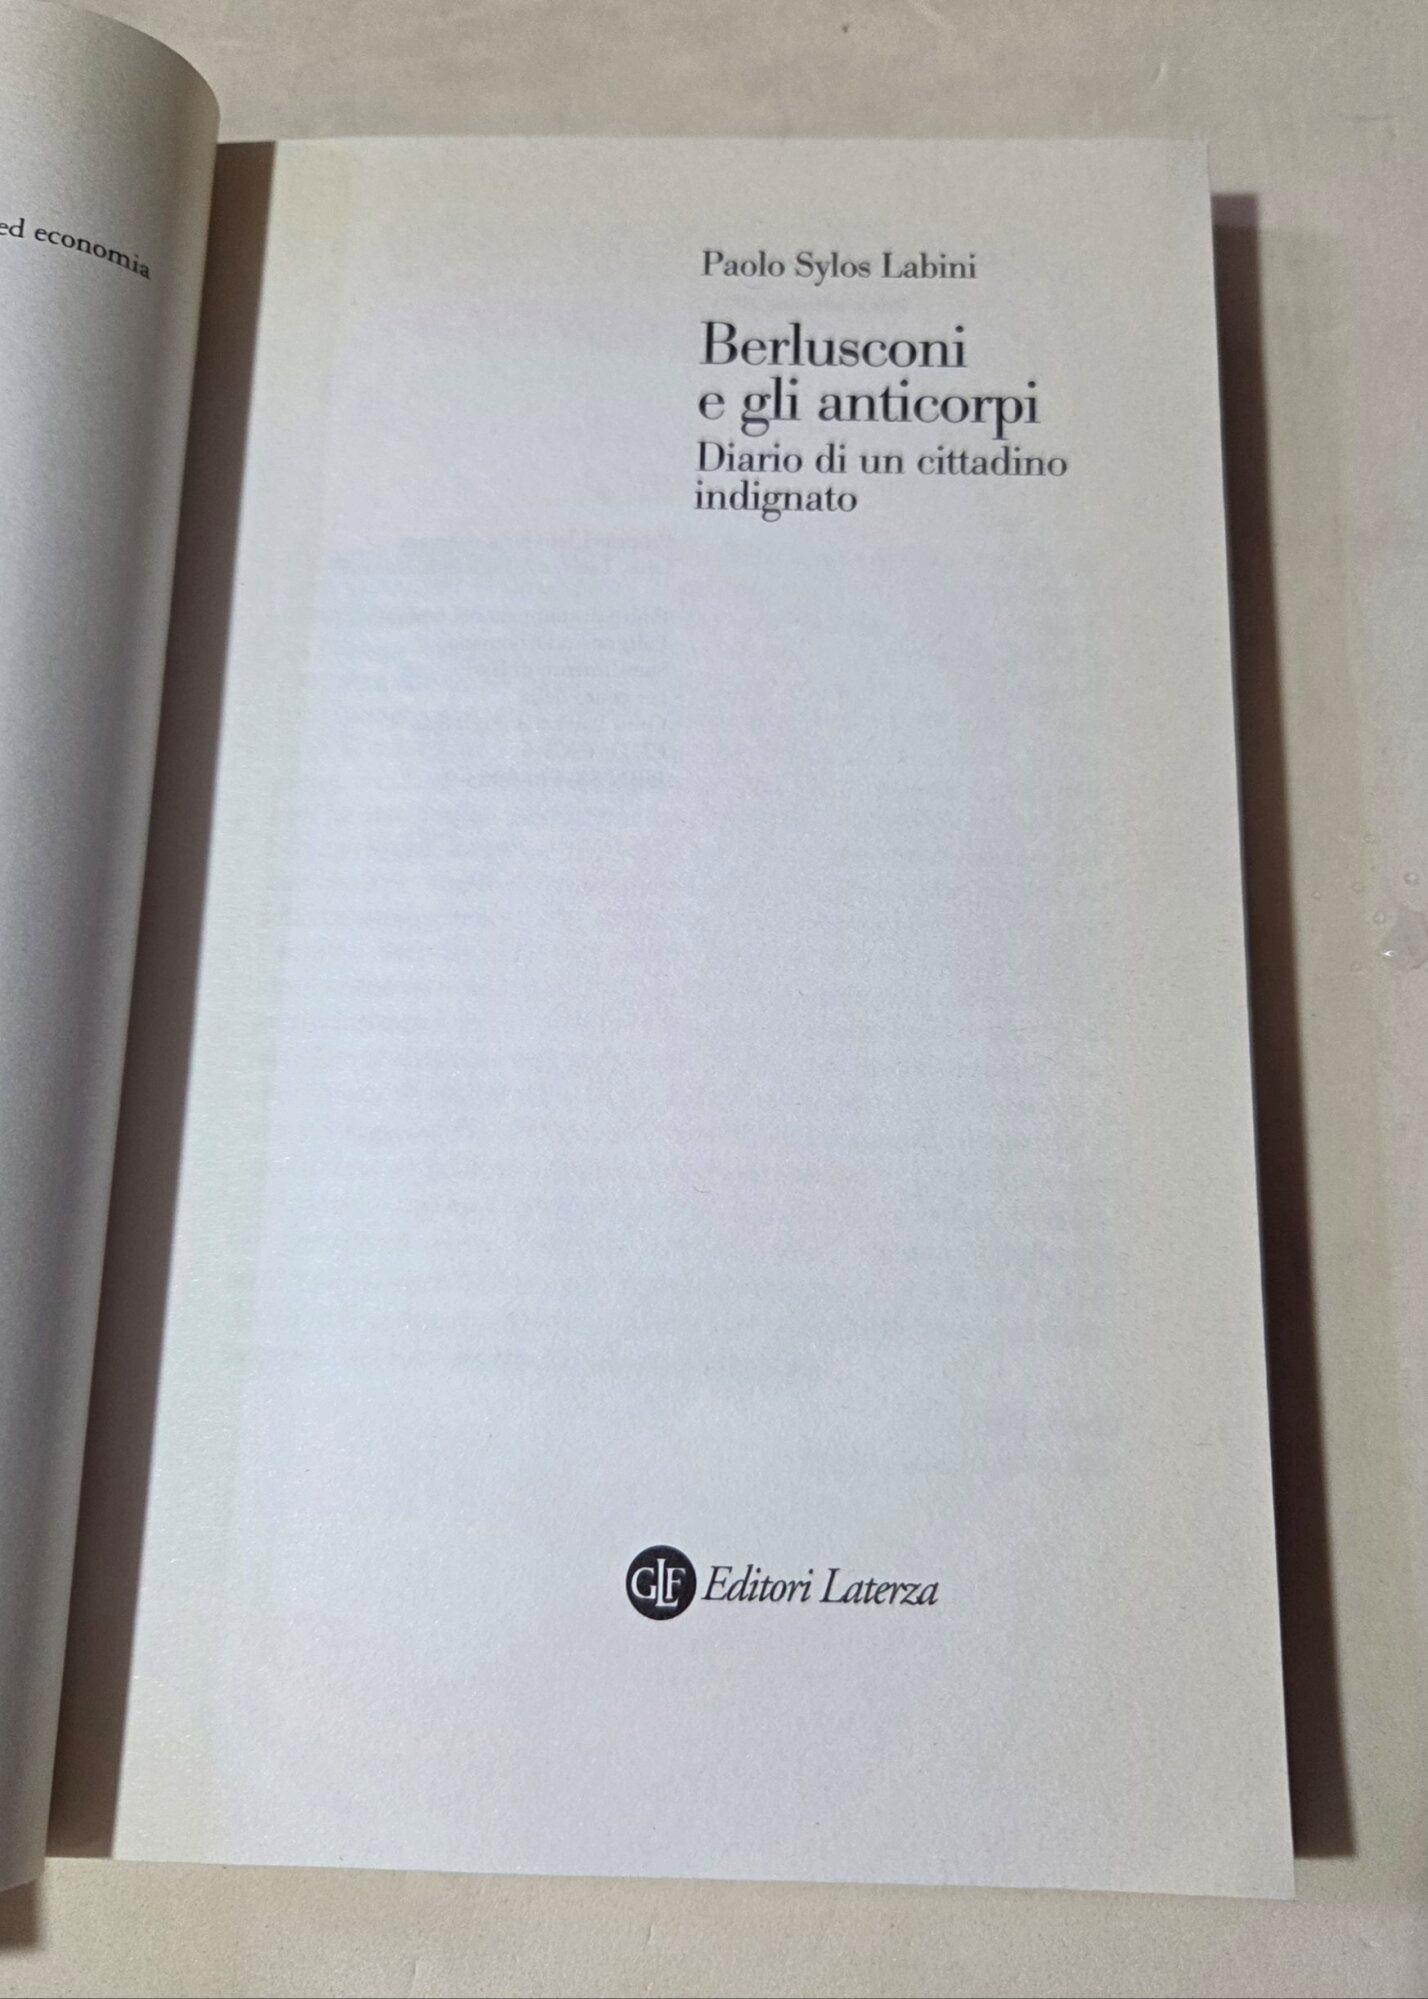 ed economia
Paolo Sylos Labini
Berlusconi
e gli anticorpi
Diario di un cittadino
indignato
GLF Editori Laterza